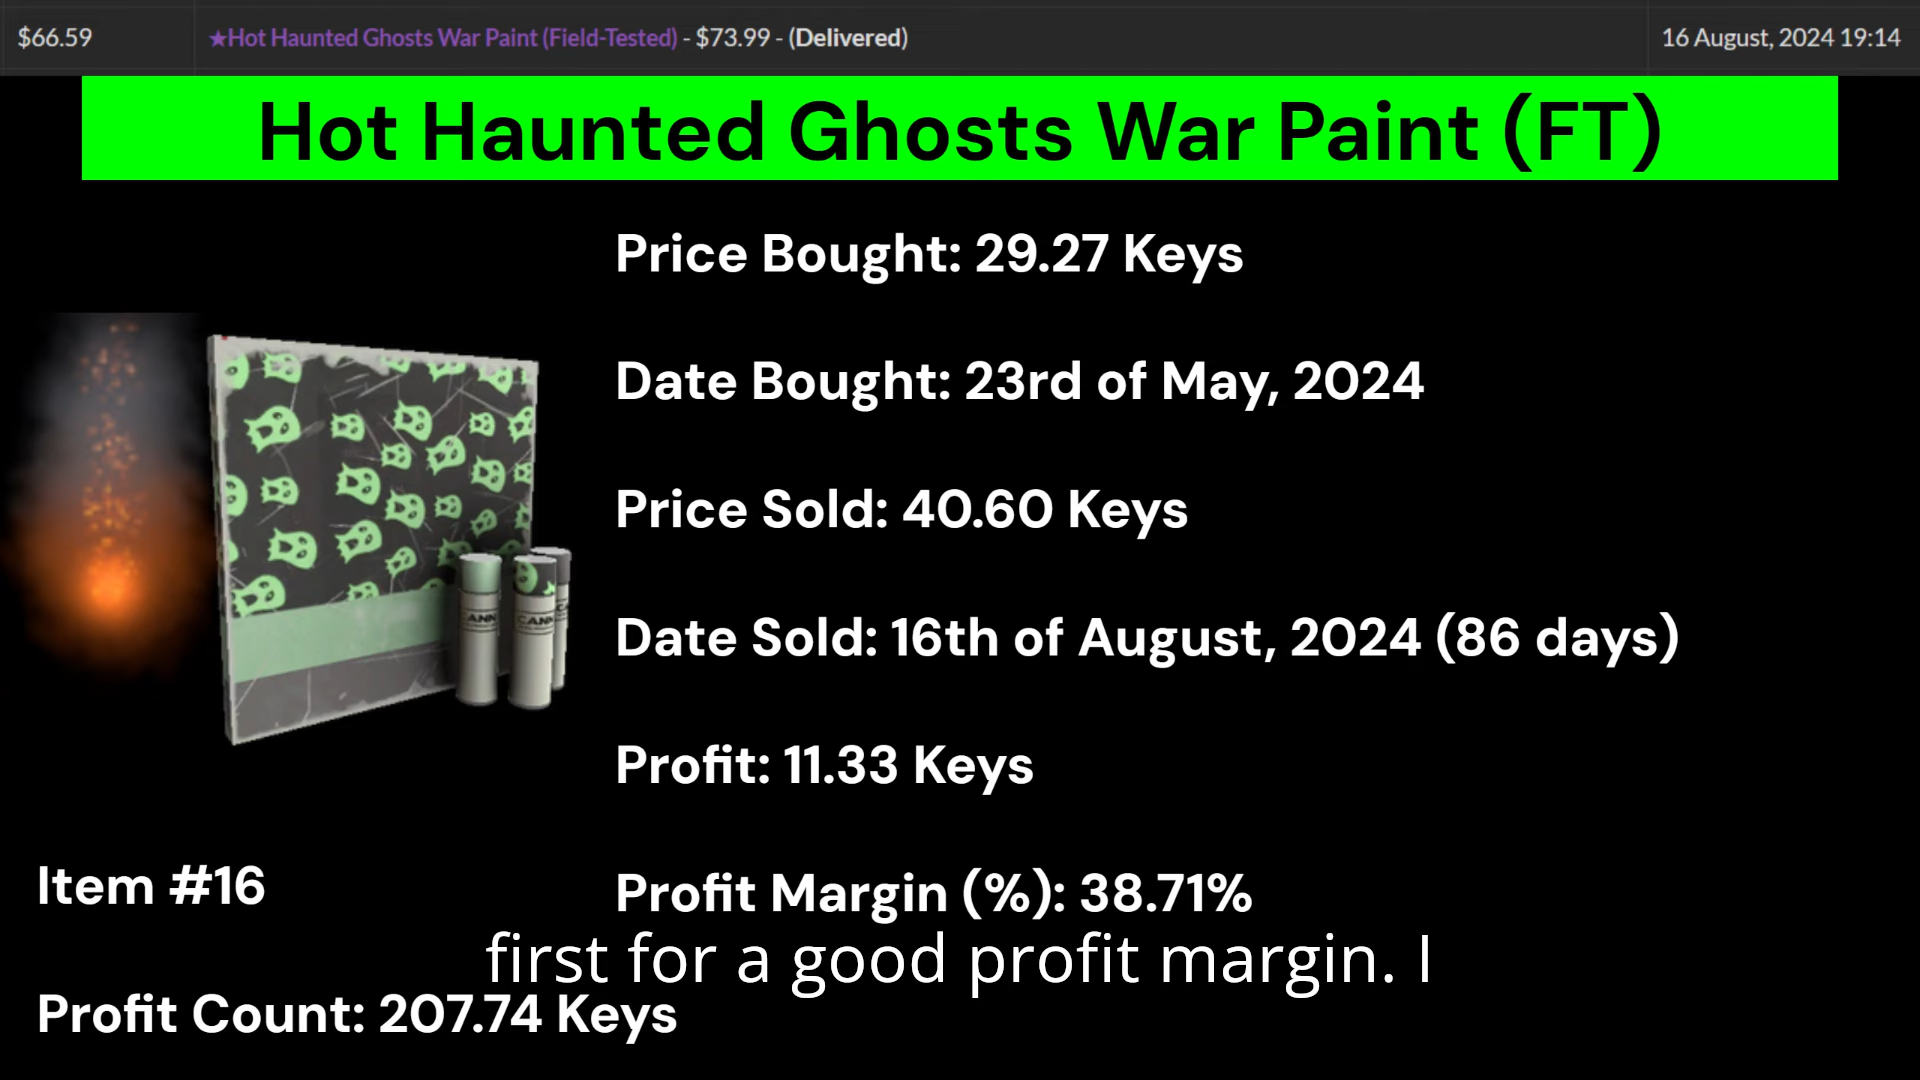 $66.59 ★Hot Haunted Ghosts War Paint (Field-Tested) - $73.99 - (Delivered) 16 August, 2024 19:14
Hot Haunted Ghosts War Paint (FT)
Price Bought: 29.27 Keys
Date Bought: 23rd of May, 2024
Price Sold: 40.60 Keys
Date Sold: 16th of August, 2024 (86 days)
Profit: 11.33 Keys
Item #16
Profit Margin (%): 38.71%
first for a good profit margin. I
Profit Count: 207.74 Keys